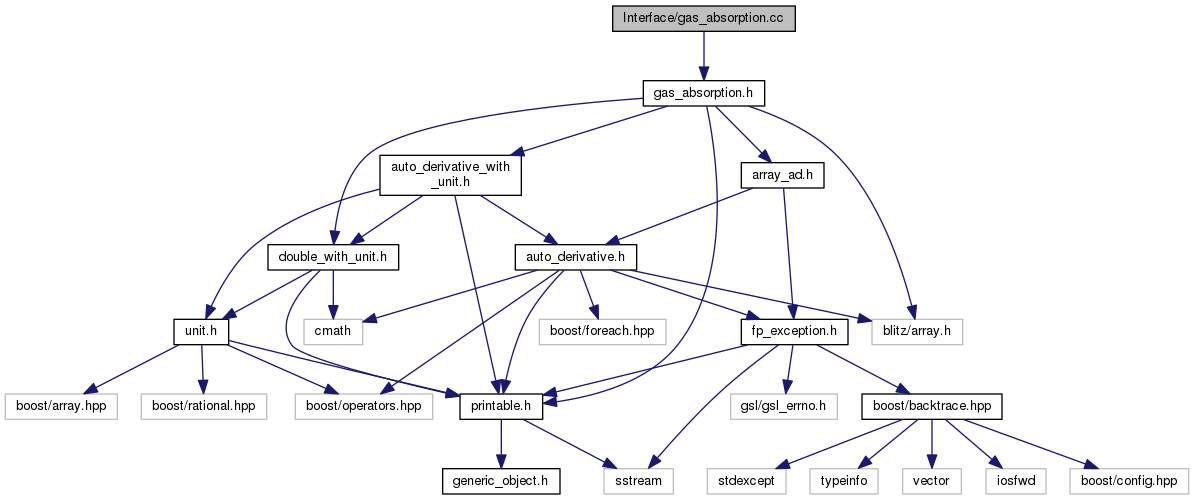 Interface/gas_absorption.cc
gas_absorption.h
auto_derivative_with
_unit.h
array_ad.h
double_with_unit.h
auto_derivative.h
unit.h
cmath
boost/foreach.hpp
fp_exception.h
blitz/array.h
boost/array.hpp
boost/rational.hpp
boost/operators.hpp
printable.h
gsl/gsl_errno.h
boost/backtrace.hpp
generic_object.h
sstream
stdexcept
typeinfo
vector
iosfwd
boost/config.hpp